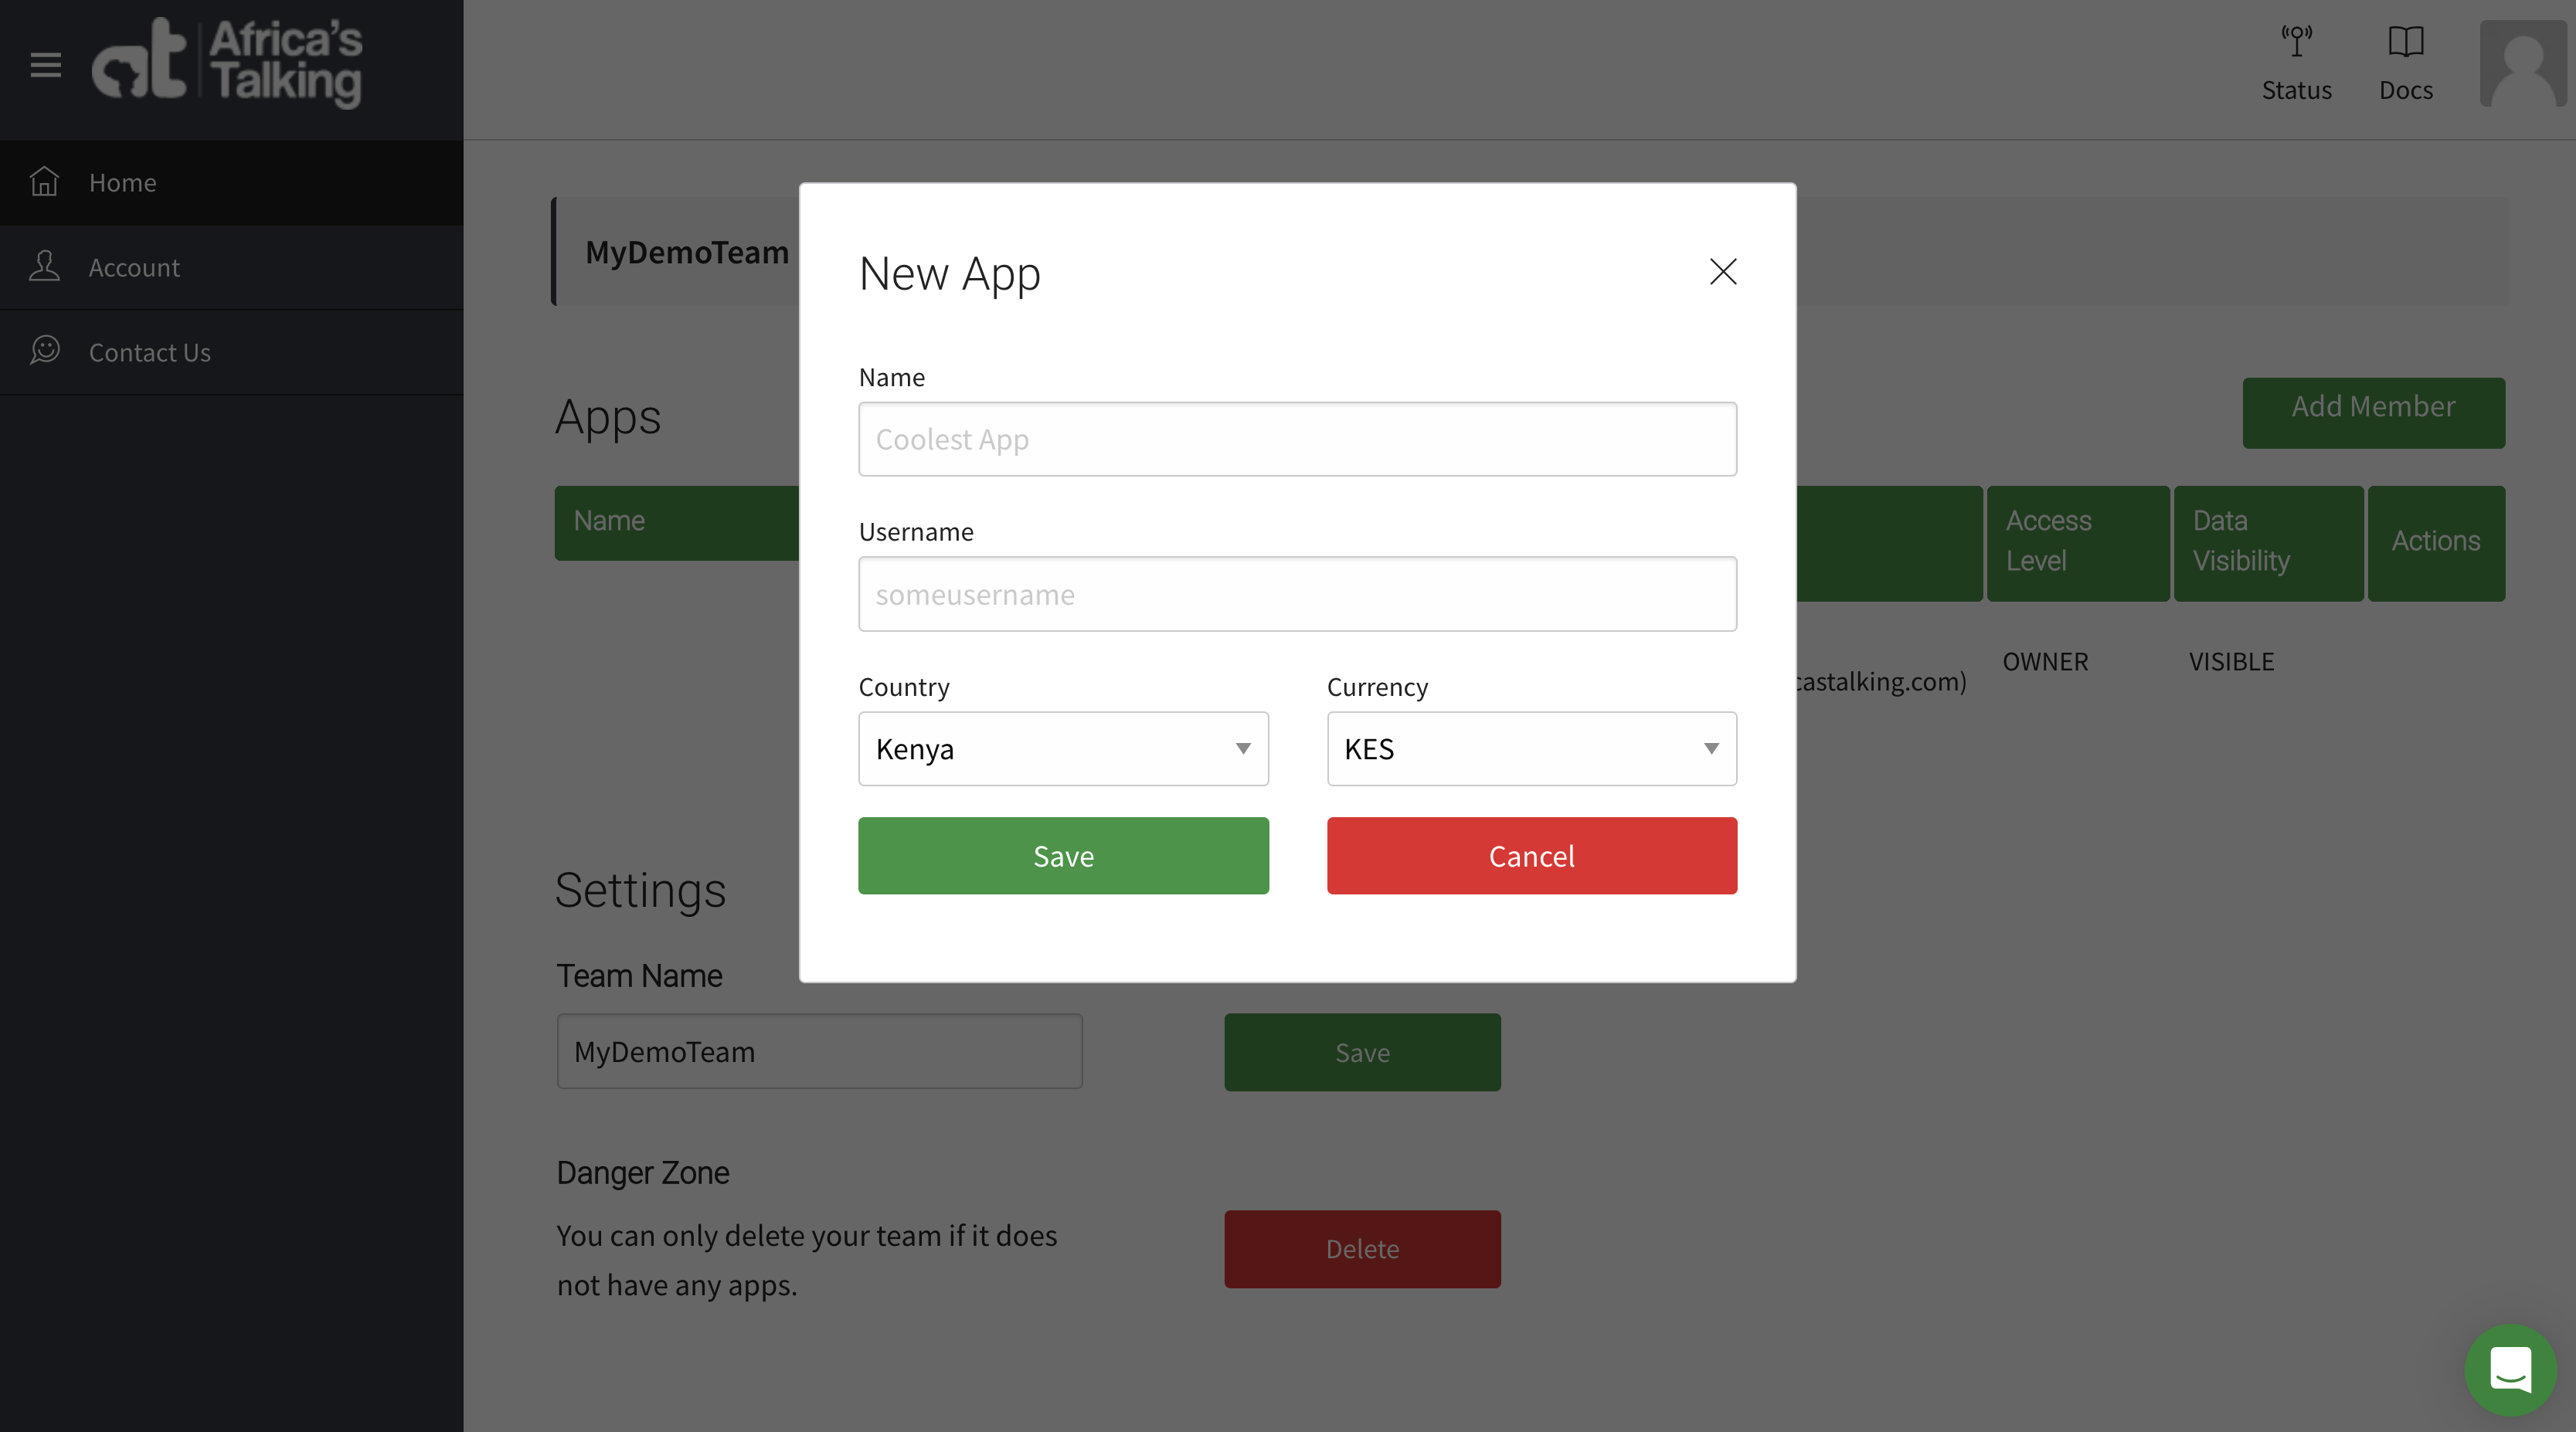 Africa's
Talking
Status
Docs
Home
Account
Contact Us
MyDemoTeam
Apps
Add Member
Name
Access
Level
Data
Visibility
Actions
castalking.com)
OWNER
VISIBLE
New App
Name
Coolest App
Username
someusername
Country
Currency
Kenya
KES
Save
Cancel
Settings
Team Name
MyDemoTeam
Save
Danger Zone
You can only delete your team if it does
not have any apps.
Delete